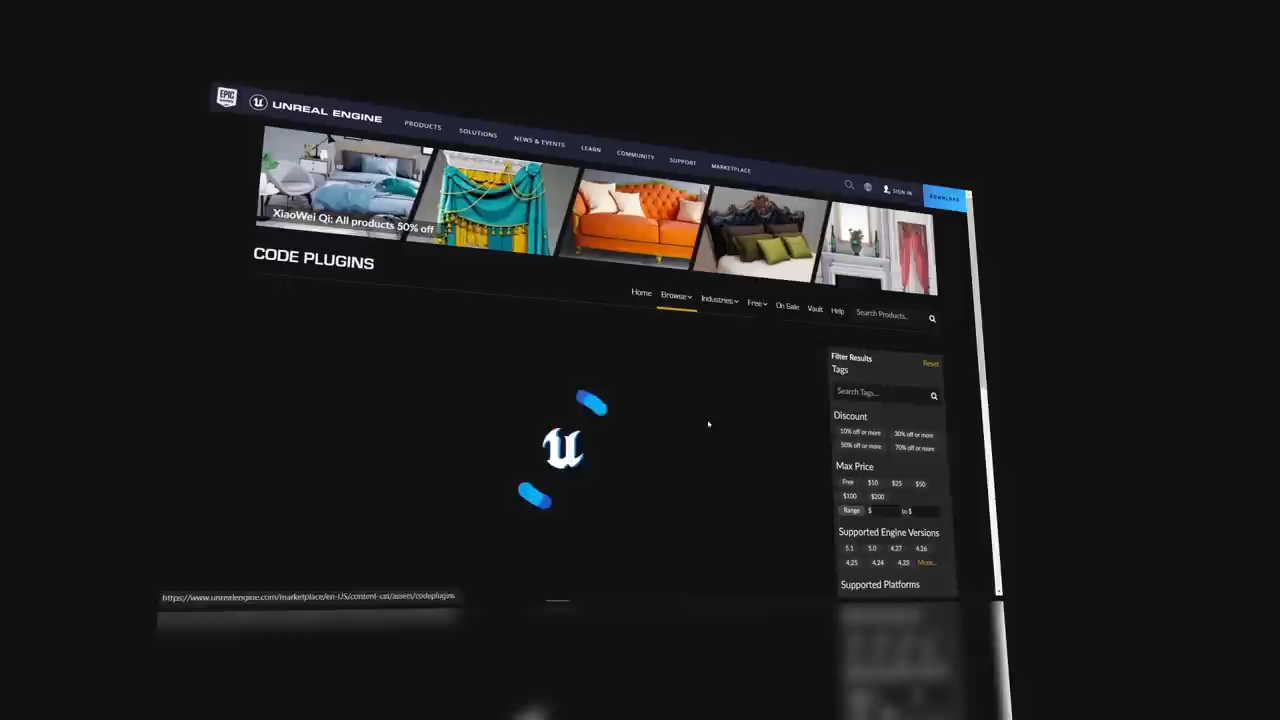 EPIC
UNREAL ENGINE
PRODUCTS
SOLUTIONS
NEWS & EVENTS
LEARN
COMMUNITY
SUPPORT
MARKETPLACE
SIGN IN
DOWNLOAD
XiaoWei Qi: All products 50% off
CODE PLUGINS
Home
Browse
Industries
Free
On Sale
Vault
Help
Search Products..
Filter Results
Reset
Tags
Search Tags...
Discount
10% off or more 30% off or more
50% off or more 70% off or more
Max Price
Free $10 $25 $50
$100 $200
Range $ to $
Supported Engine Versions
5.1 5.0 4.27 4.26
4.25 4.24 4.23 More...
Supported Platforms
https://www.unrealengine.com/marketplace/en-US/content-cat/assets/codeplugins